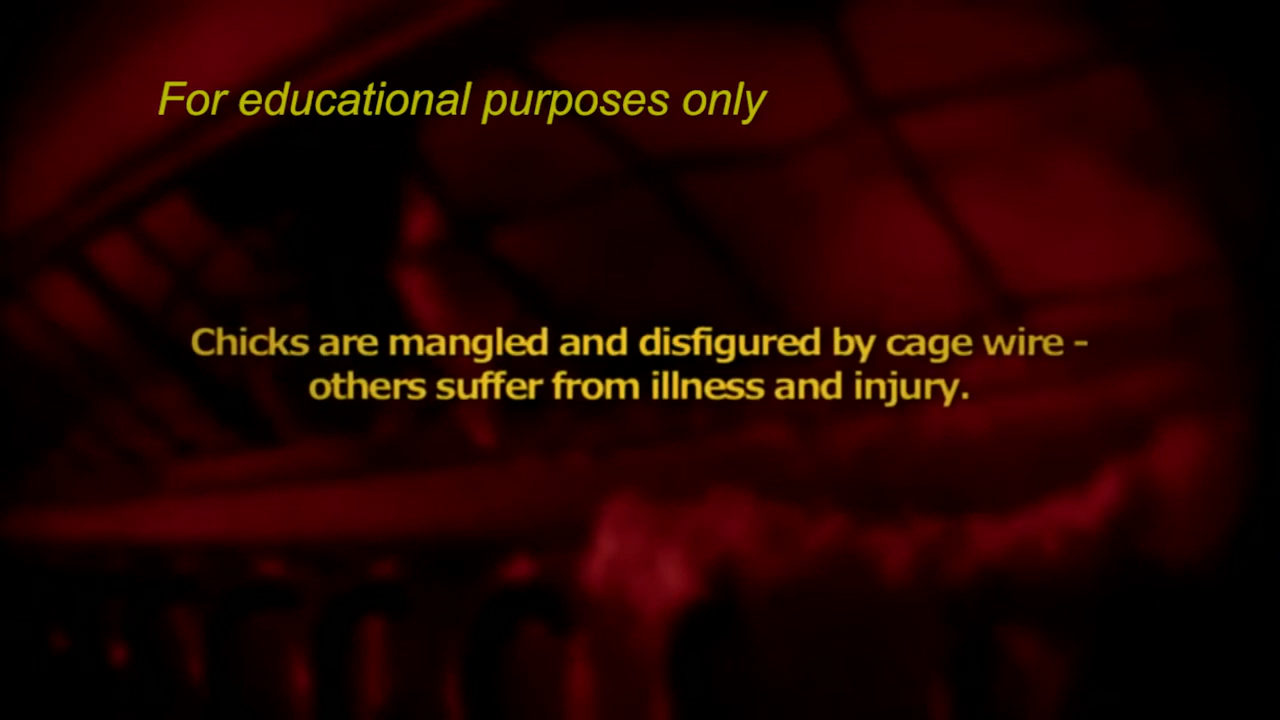 For educational purposes only
Chicks are mangled and disfigured by cage wire -
others suffer from illness and injury.